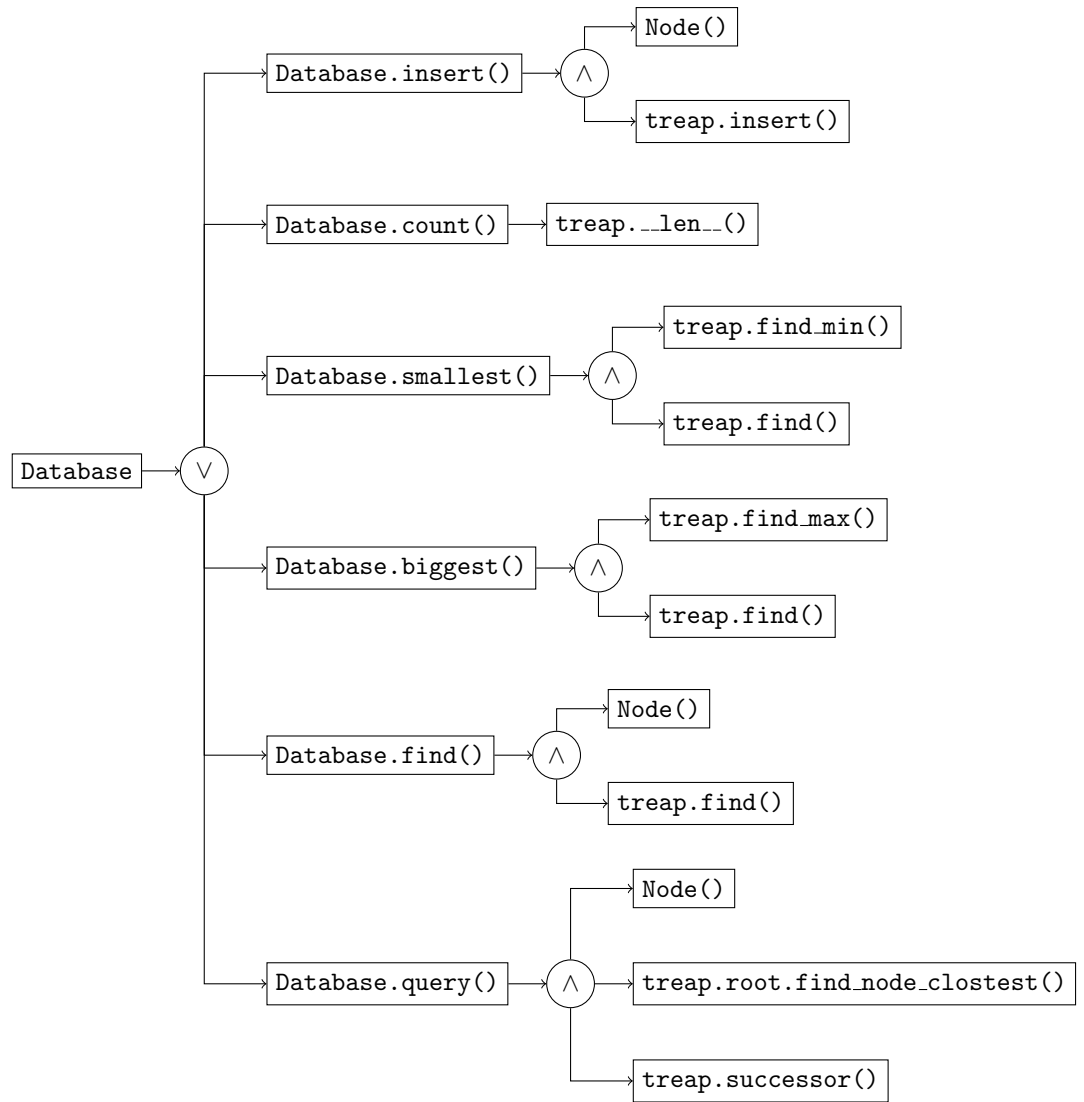 Node()
Database.insert()
∧
treap.insert()
Database.count()
treap.__len__()
treap.find_min()
Database.smallest()
∧
treap.find()
Database
∨
treap.find_max()
Database.biggest()
∧
treap.find()
Node()
Database.find()
∧
treap.find()
Node()
Database.query()
∧
treap.root.find_node_clostest()
treap.successor()